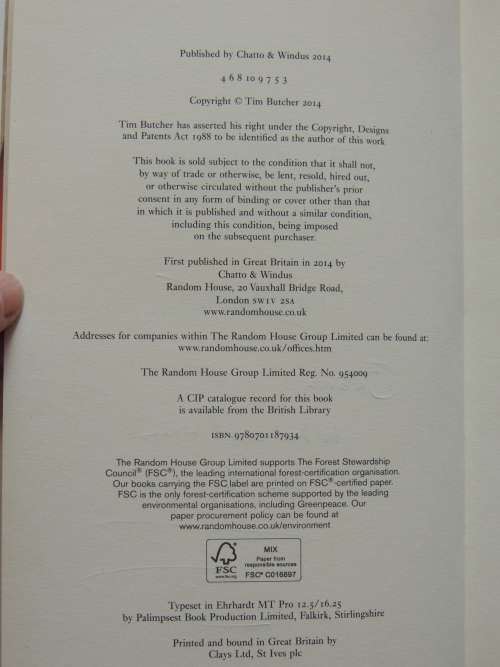 Published by Chatto & Windus 2014
4 6 8 10 9 7 5 3
Copyright © Tim Butcher 2014
Tim Butcher has asserted his right under the Copyright, Designs
and Patents Act 1988 to be identified as the author of this work
This book is sold subject to the condition that it shall not,
by way of trade or otherwise, be lent, resold, hired out,
or otherwise circulated without the publisher's prior
consent in any form of binding or cover other than that
in which it is published and without a similar condition,
including this condition, being imposed
on the subsequent purchaser.
First published in Great Britain in 2014 by
Chatto & Windus
Random House, 20 Vauxhall Bridge Road,
London SW1V 2SA
www.randomhouse.co.uk
Addresses for companies within The Random House Group Limited can be found at:
www.randomhouse.co.uk/offices.htm
The Random House Group Limited Reg. No. 954009
A CIP catalogue record for this book
is available from the British Library
ISBN 9780701187934
The Random House Group Limited supports The Forest Stewardship
Council® (FSC®), the leading international forest-certification organisation.
Our books carrying the FSC label are printed on FSC®-certified paper.
FSC is the only forest-certification scheme supported by the leading
environmental organisations, including Greenpeace. Our
paper procurement policy can be found at
www.randomhouse.co.uk/environment
FSC
www.fsc.org
MIX
Paper from
responsible sources
FSC® C016897
Typeset in Ehrhardt MT Pro 12.5/16.25
by Palimpsest Book Production Limited, Falkirk, Stirlingshire
Printed and bound in Great Britain by
Clays Ltd, St Ives plc